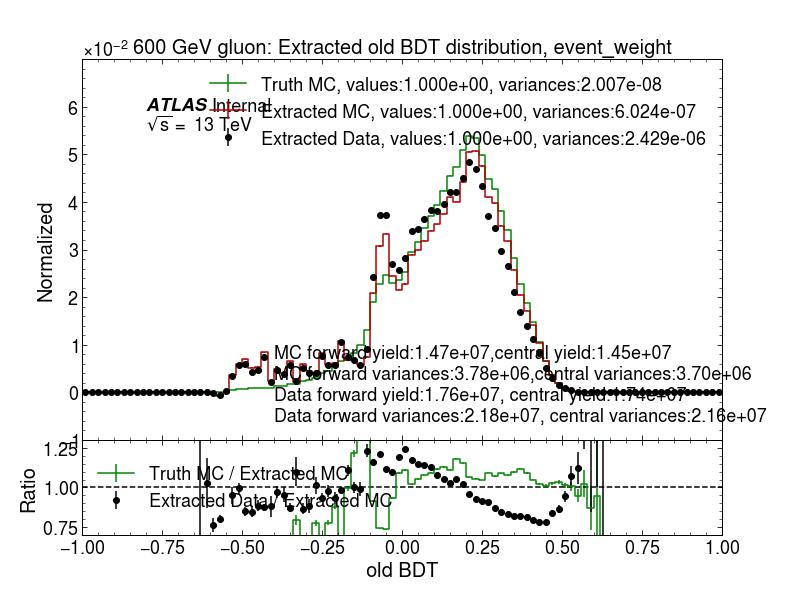 ×10⁻² 600 GeV gluon: Extracted old BDT distribution, event_weight
Truth MC, values:1.000e+00, variances:2.007e-08
ATLAS Internal
Extracted MC, values:1.000e+00, variances:6.024e-07
√s = 13 TeV
Extracted Data, values:1.000e+00, variances:2.429e-06
6
5
4
3
2
1
0
−1
Normalized
MC forward yield:1.47e+07,central yield:1.45e+07
MC forward variances:3.78e+06,central variances:3.70e+06
Data forward yield:1.76e+07, central yield:1.74e+07
Data forward variances:2.18e+07, central variances:2.16e+07
1.25
1.00
0.75
Ratio
Truth MC / Extracted MC
Extracted Data / Extracted MC
−1.00 −0.75 −0.50 −0.25 0.00 0.25 0.50 0.75 1.00
old BDT